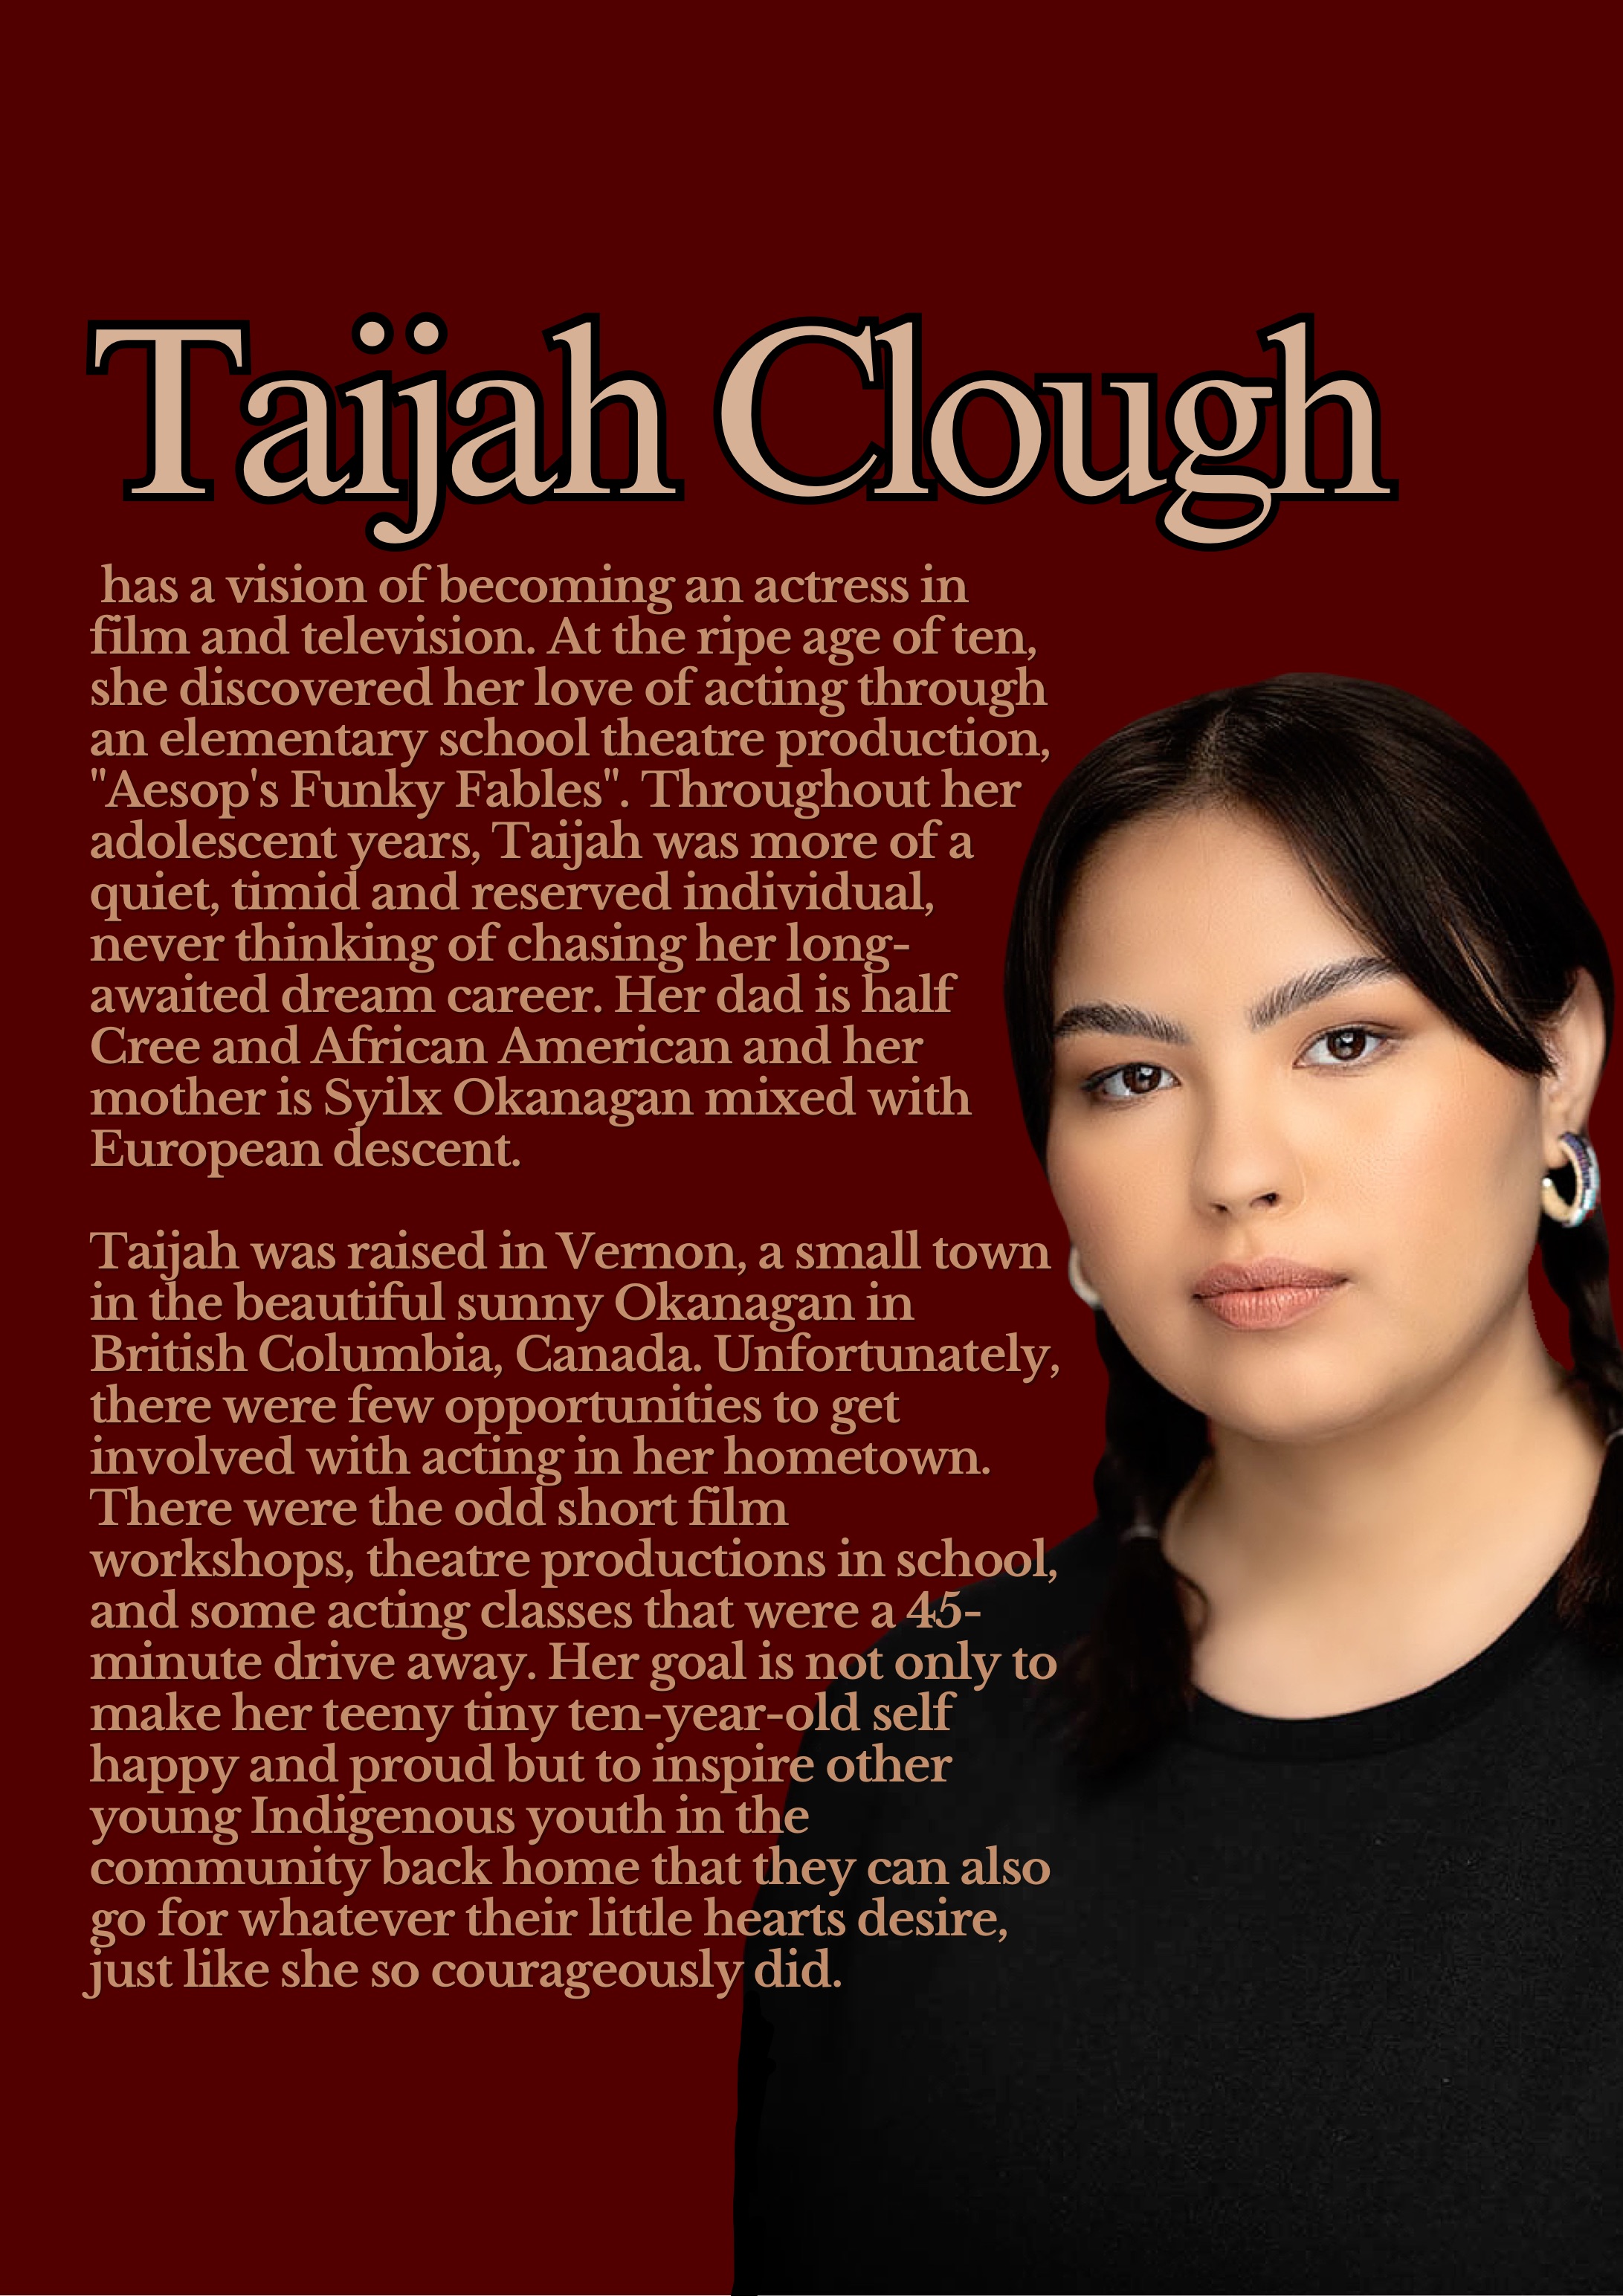 Taijah Clough
has a vision of becoming an actress in
film and television. At the ripe age of ten,
she discovered her love of acting through
an elementary school theatre production,
"Aesop's Funky Fables". Throughout her
adolescent years, Taijah was more of a
quiet, timid and reserved individual,
never thinking of chasing her long-
awaited dream career. Her dad is half
Cree and African American and her
mother is Syilx Okanagan mixed with
European descent.
Taijah was raised in Vernon, a small town
in the beautiful sunny Okanagan in
British Columbia, Canada. Unfortunately,
there were few opportunities to get
involved with acting in her hometown.
There were the odd short film
workshops, theatre productions in school,
and some acting classes that were a 45-
minute drive away. Her goal is not only to
make her teeny tiny ten-year-old self
happy and proud but to inspire other
young Indigenous youth in the
community back home that they can also
go for whatever their little hearts desire,
just like she so courageously did.